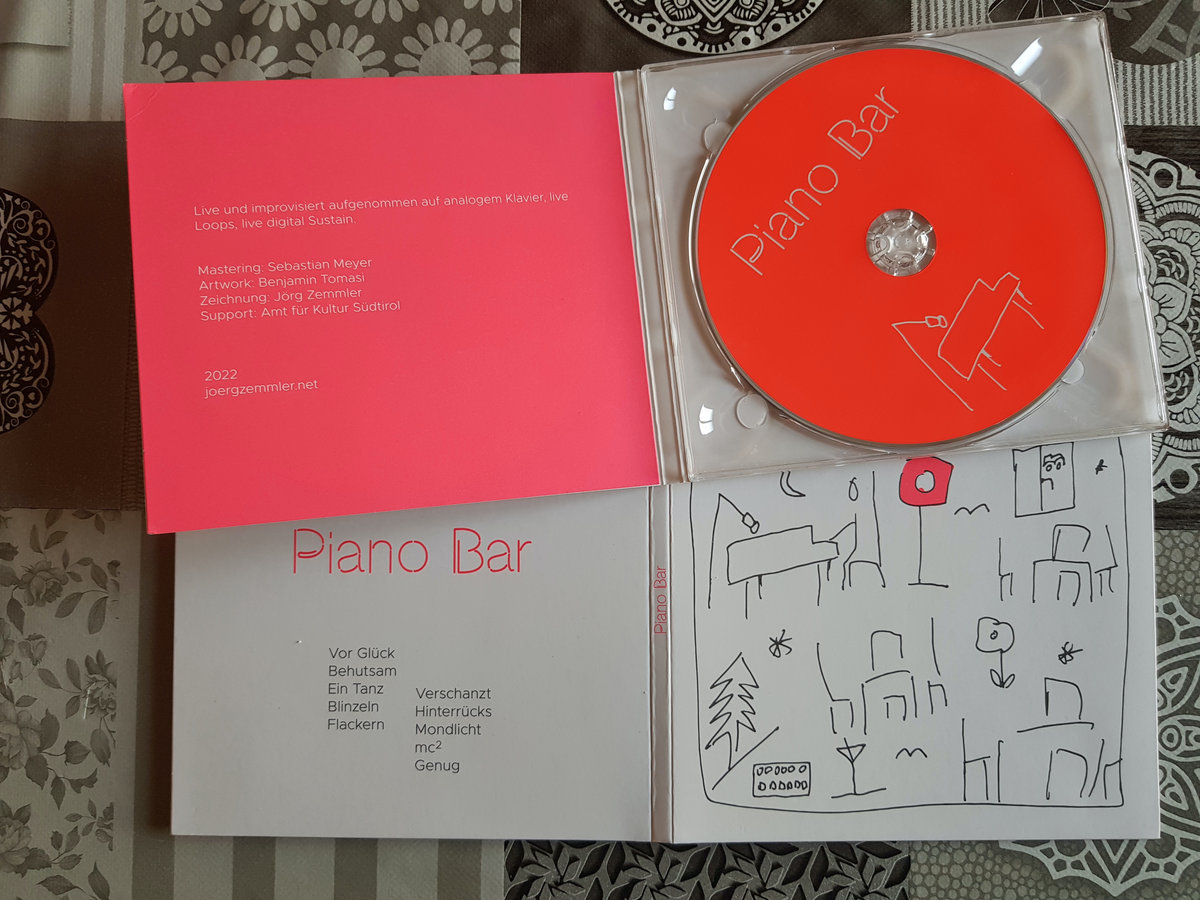 Live und improvisiert aufgenommen auf analogem Klavier, live
Loops, live digital Sustain.
Mastering: Sebastian Meyer
Artwork: Benjamin Tomasi
Zeichnung: Jörg Zemmler
Support: Amt für Kultur Südtirol
2022
joergzemmler.net
Piano Bar
Piano Bar
Vor Glück
Behutsam
Ein Tanz
Blinzeln
Flackern
Verschanzt
Hinterrücks
Mondlicht
mc²
Genug
Piano Bar